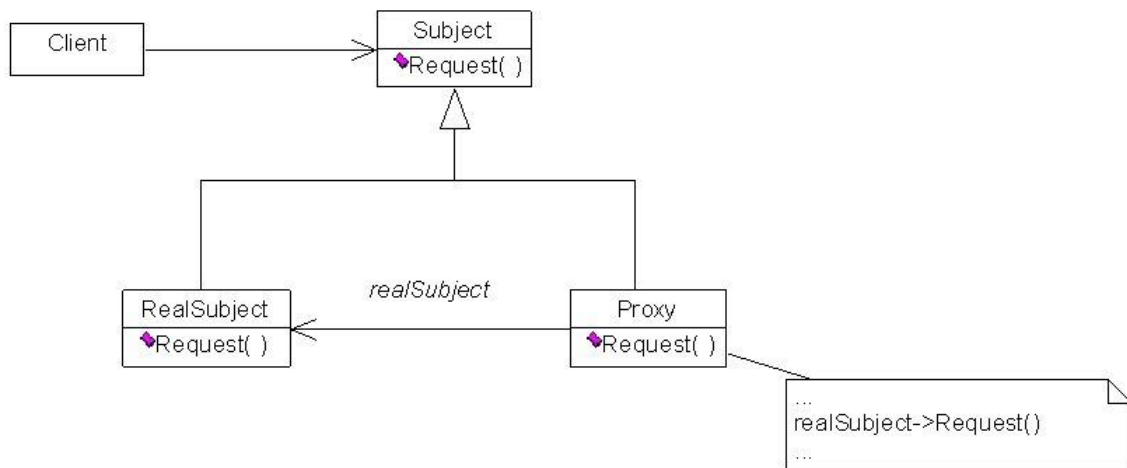 Client
Subject
Request( )
realSubject
RealSubject
Request( )
Proxy
Request( )
...
realSubject->Request()
...